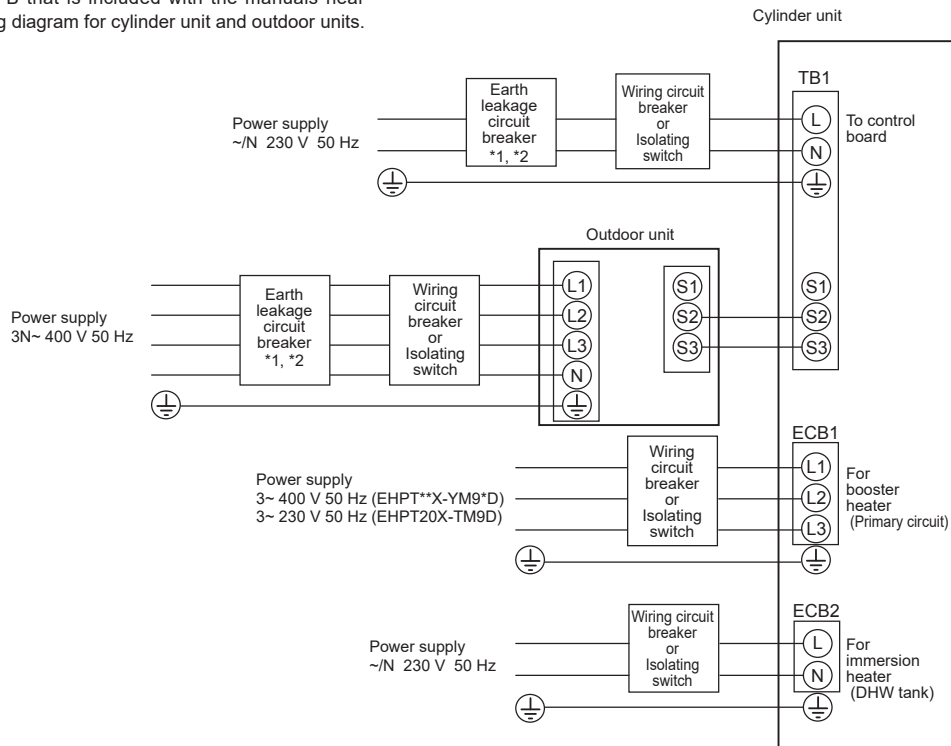 B that is included with the manuals near
g diagram for cylinder unit and outdoor units.
Cylinder unit
TB1
Power supply
~/N 230 V 50 Hz
Earth
leakage
circuit
breaker
*1, *2
Wiring circuit
breaker
or
Isolating
switch
L
N
To control
board
Outdoor unit
Power supply
3N~ 400 V 50 Hz
Earth
leakage
circuit
breaker
*1, *2
Wiring
circuit
breaker
or
Isolating
switch
L1
L2
L3
N
S1
S2
S3
S1
S2
S3
ECB1
Power supply
3~ 400 V 50 Hz (EHPT**X-YM9*D)
3~ 230 V 50 Hz (EHPT20X-TM9D)
Wiring
circuit
breaker
or
Isolating
switch
L1
L2
L3
For
booster
heater
(Primary circuit)
ECB2
Power supply
~/N 230 V 50 Hz
Wiring circuit
breaker
or
Isolating
switch
L
N
For
immersion
heater
(DHW tank)